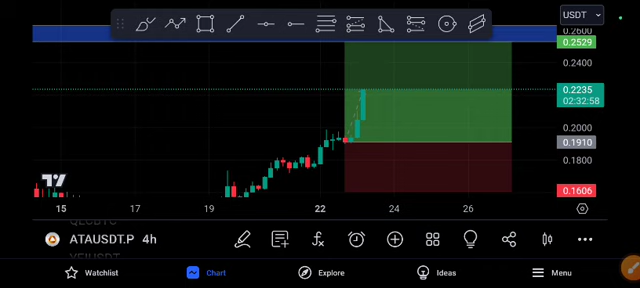 USDT
0.2600
0.2529
0.2400
0.2235
02:32:58
0.2000
0.1910
0.1800
0.1606
15 17 19 22 24 26
ATAUSDT.P 4h
Watchlist Chart Explore Ideas Menu